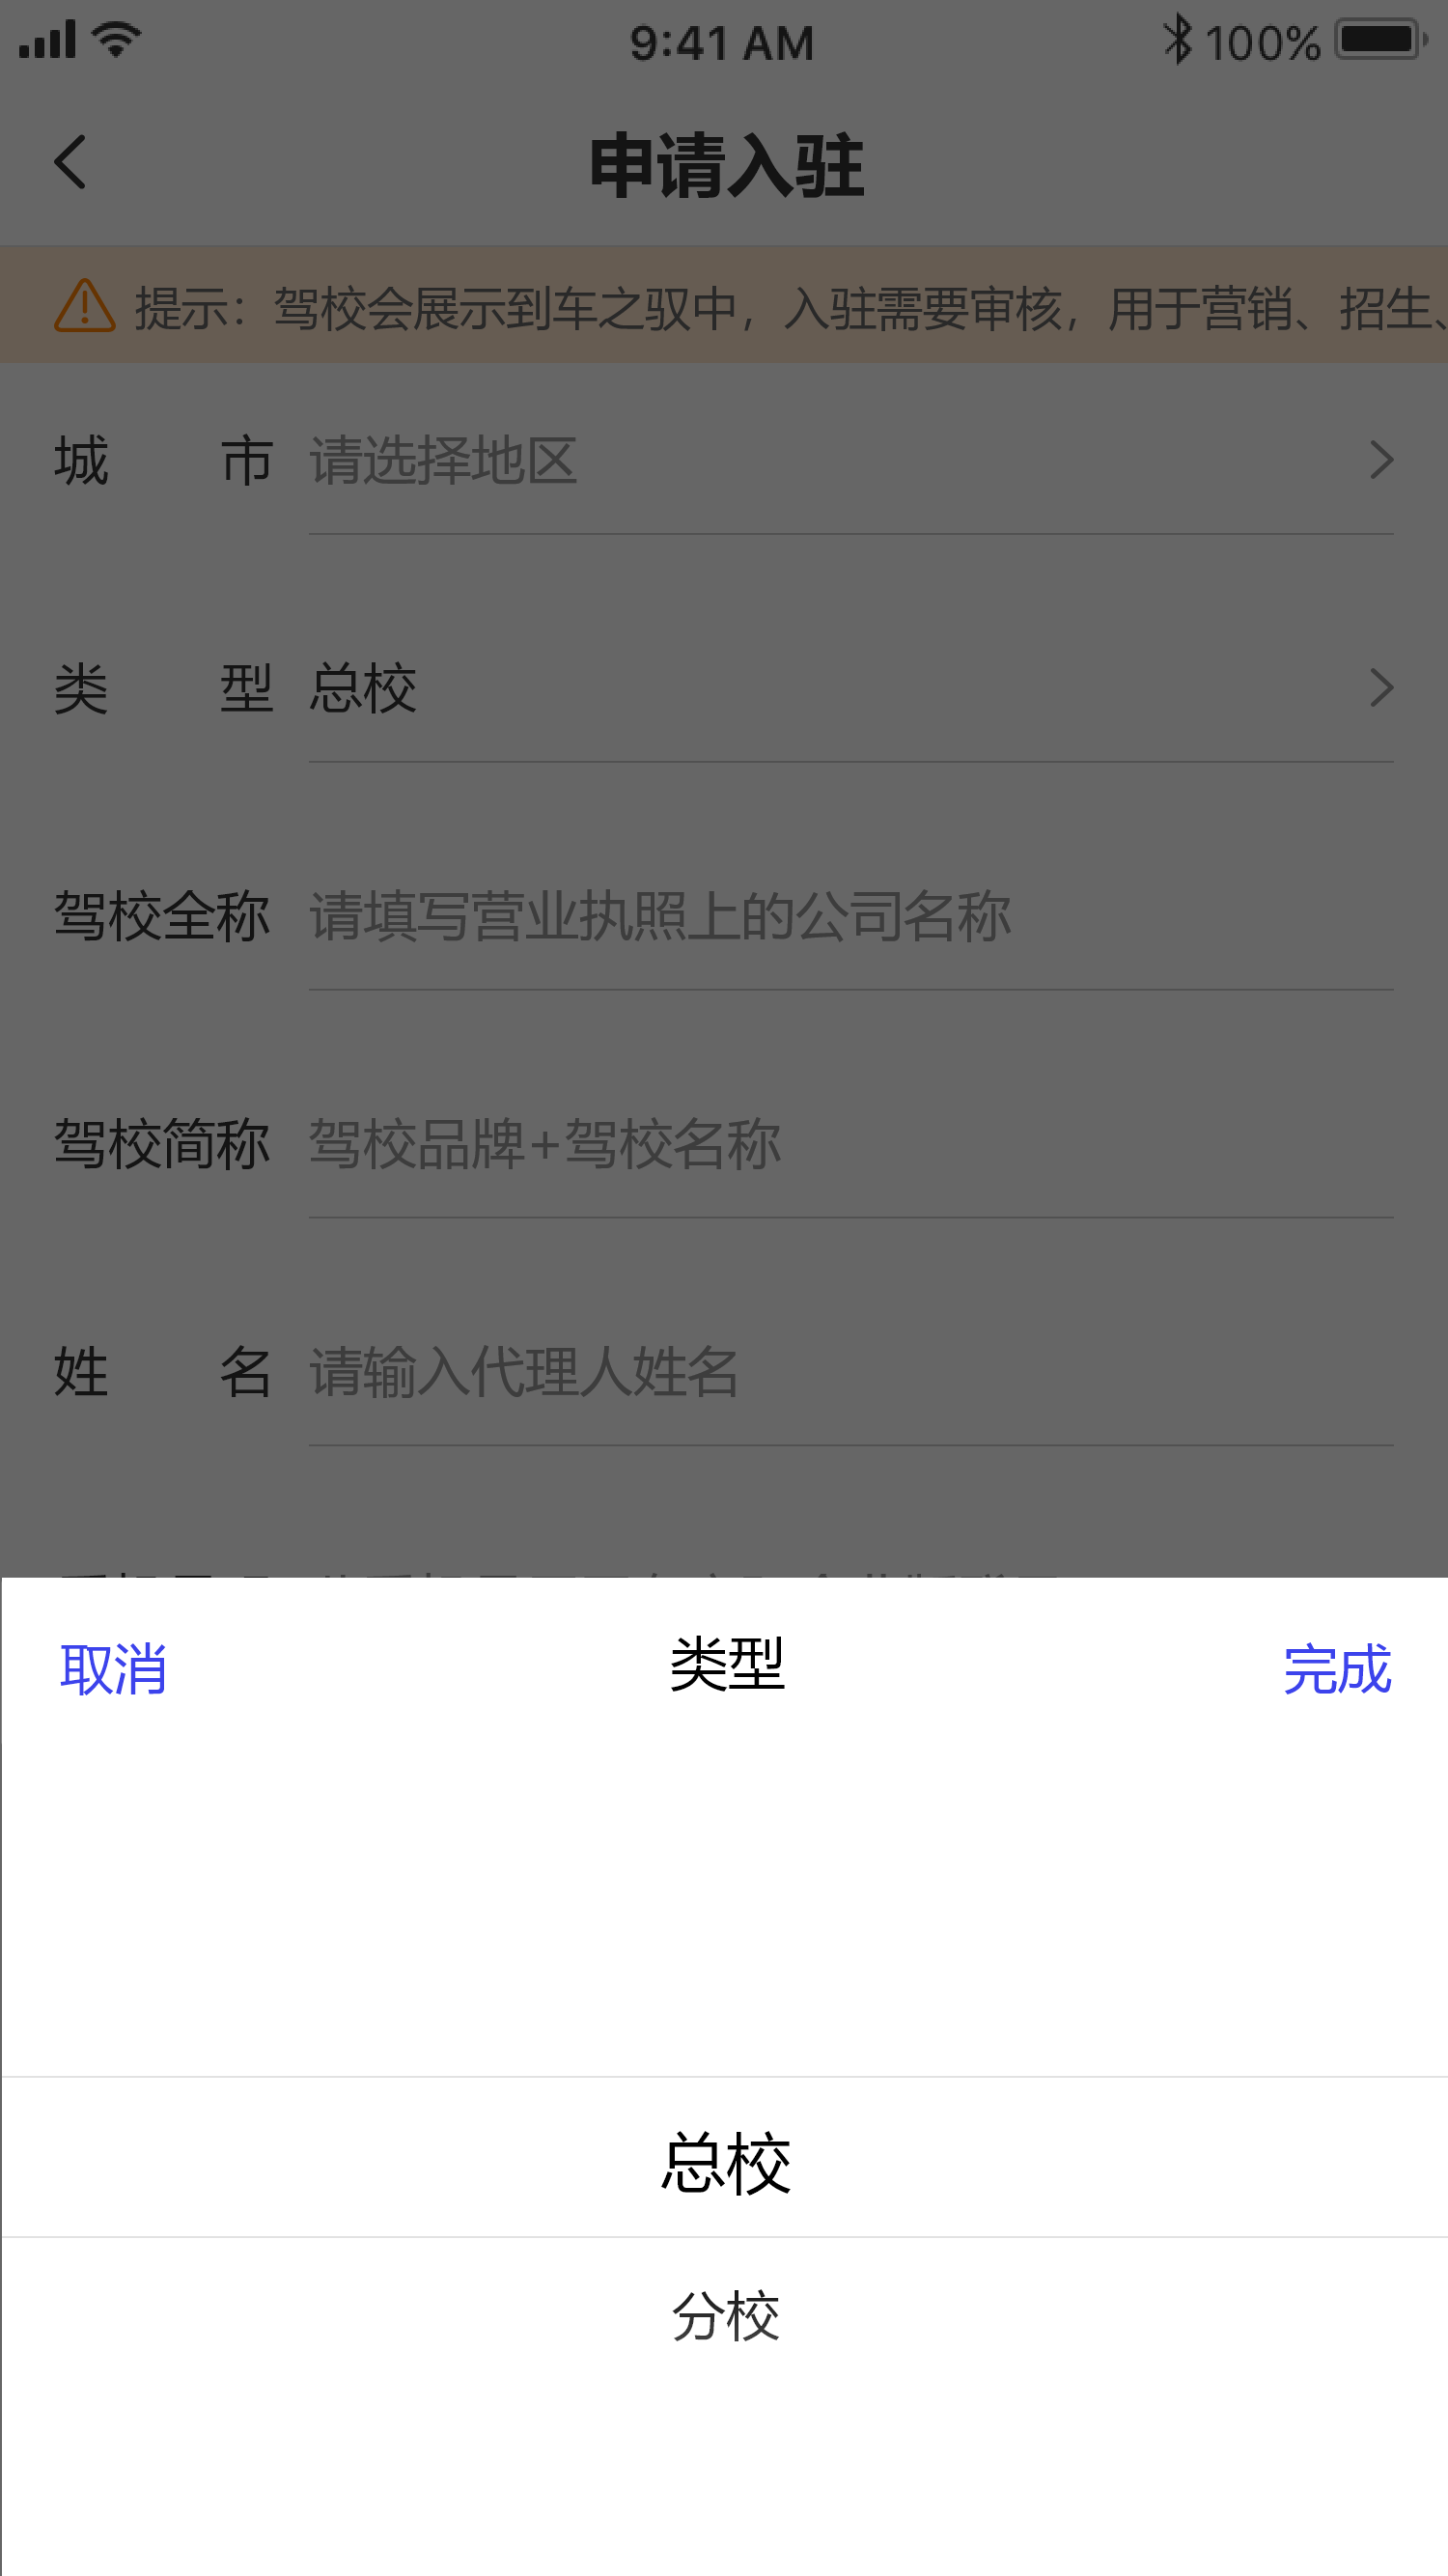 9:41 AM 100%
申请入驻
提示：驾校会展示到车之驭中，入驻需要审核，用于营销、招生、
城 市 请选择地区
类 型 总校
驾校全称 请填写营业执照上的公司名称
驾校简称 驾校品牌+驾校名称
姓 名 请输入代理人姓名
取消 类型 完成
总校
分校